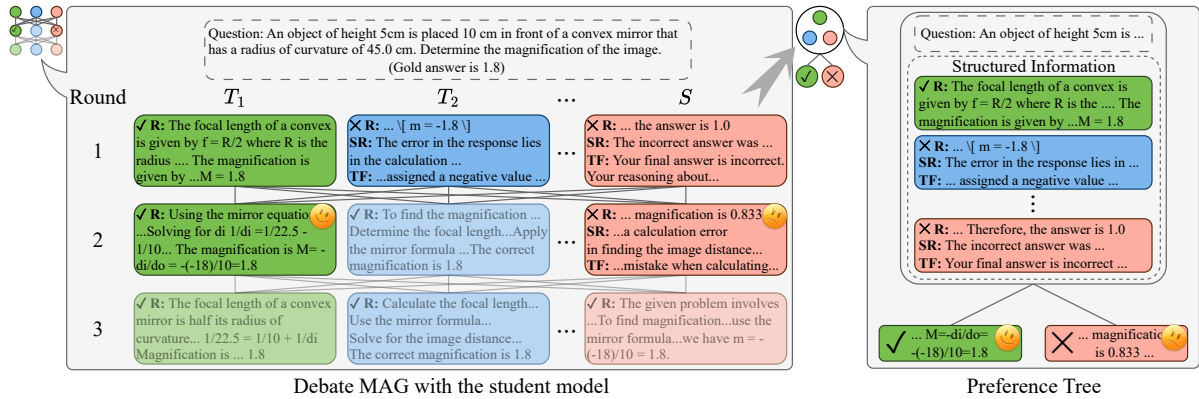 Question: An object of height 5cm is placed 10 cm in front of a convex mirror that
has a radius of curvature of 45.0 cm. Determine the magnification of the image.
(Gold answer is 1.8)
Round
T1
T2
...
S
1
✓ R: The focal length of a convex
is given by f = R/2 where R is the
radius .... The magnification is
given by ...M = 1.8
✕ R: ... \[ m = -1.8 \]
SR: The error in the response lies
in the calculation ...
TF: ...assigned a negative value ...
...
✕ R: ... the answer is 1.0
SR: The incorrect answer was ...
TF: Your final answer is incorrect.
Your reasoning about...
2
✓ R: Using the mirror equation
...Solving for di 1/di =1/22.5 -
1/10... The magnification is M= -
di/do = -(-18)/10=1.8
✓ R: To find the magnification ...
Determine the focal length...Apply
the mirror formula ...The correct
magnification is 1.8
...
✕ R: ... magnification is 0.833
SR: ...a calculation error
in finding the image distance...
TF: ...mistake when calculating...
3
✓ R: The focal length of a convex
mirror is half its radius of
curvature... 1/22.5 = 1/10 + 1/di
Magnification is ... 1.8
✓ R: Calculate the focal length...
Use the mirror formula...
Solve for the image distance...
The correct magnification is 1.8
...
✓ R: The given problem involves
...To find magnification...use the
mirror formula...we have m = -
(-18)/10 = 1.8.
Debate MAG with the student model
Question: An object of height 5cm is ...
Structured Information
✓ R: The focal length of a convex is
given by f = R/2 where R is the .... The
magnification is given by ...M = 1.8
✕ R: ... \[ m = -1.8 \]
SR: The error in the response lies in ...
TF: ... assigned a negative value ...
⋮
✕ R: ... Therefore, the answer is 1.0
SR: The incorrect answer was ...
TF: Your final answer is incorrect ...
✓ ... M=-di/do=
-(-18)/10=1.8
✕ ... magnification
is 0.833 ...
Preference Tree